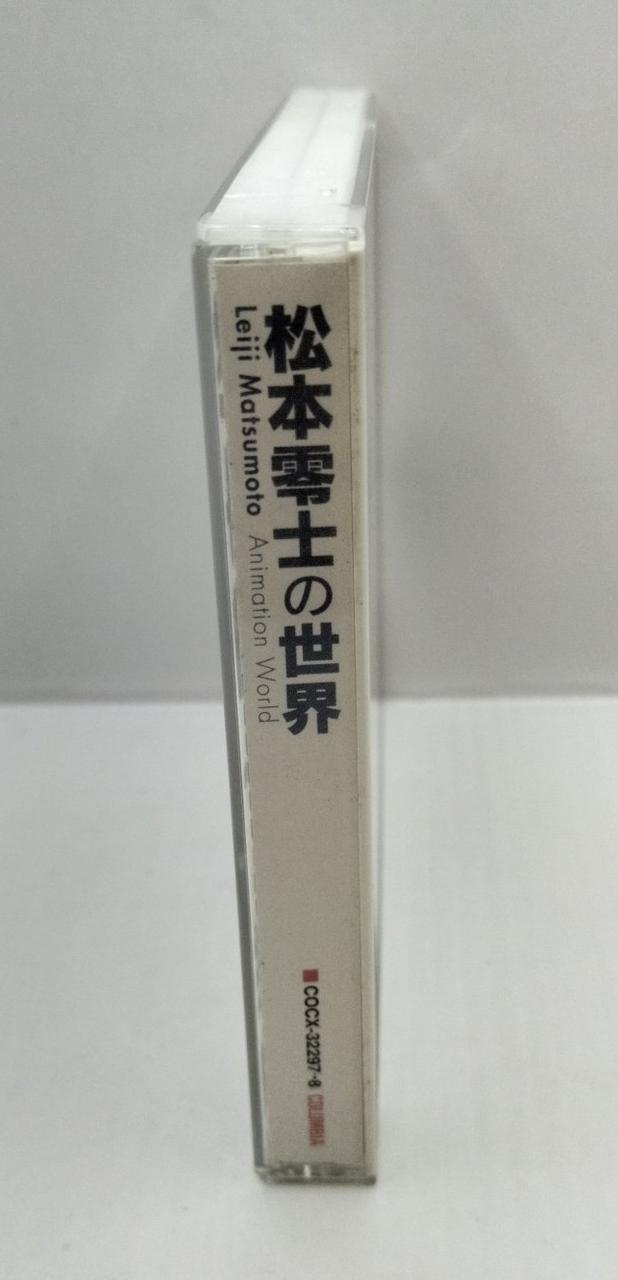 松本零士の世界
Leiji Matsumoto Animation World
COCX-32297-8 COLUMBIA